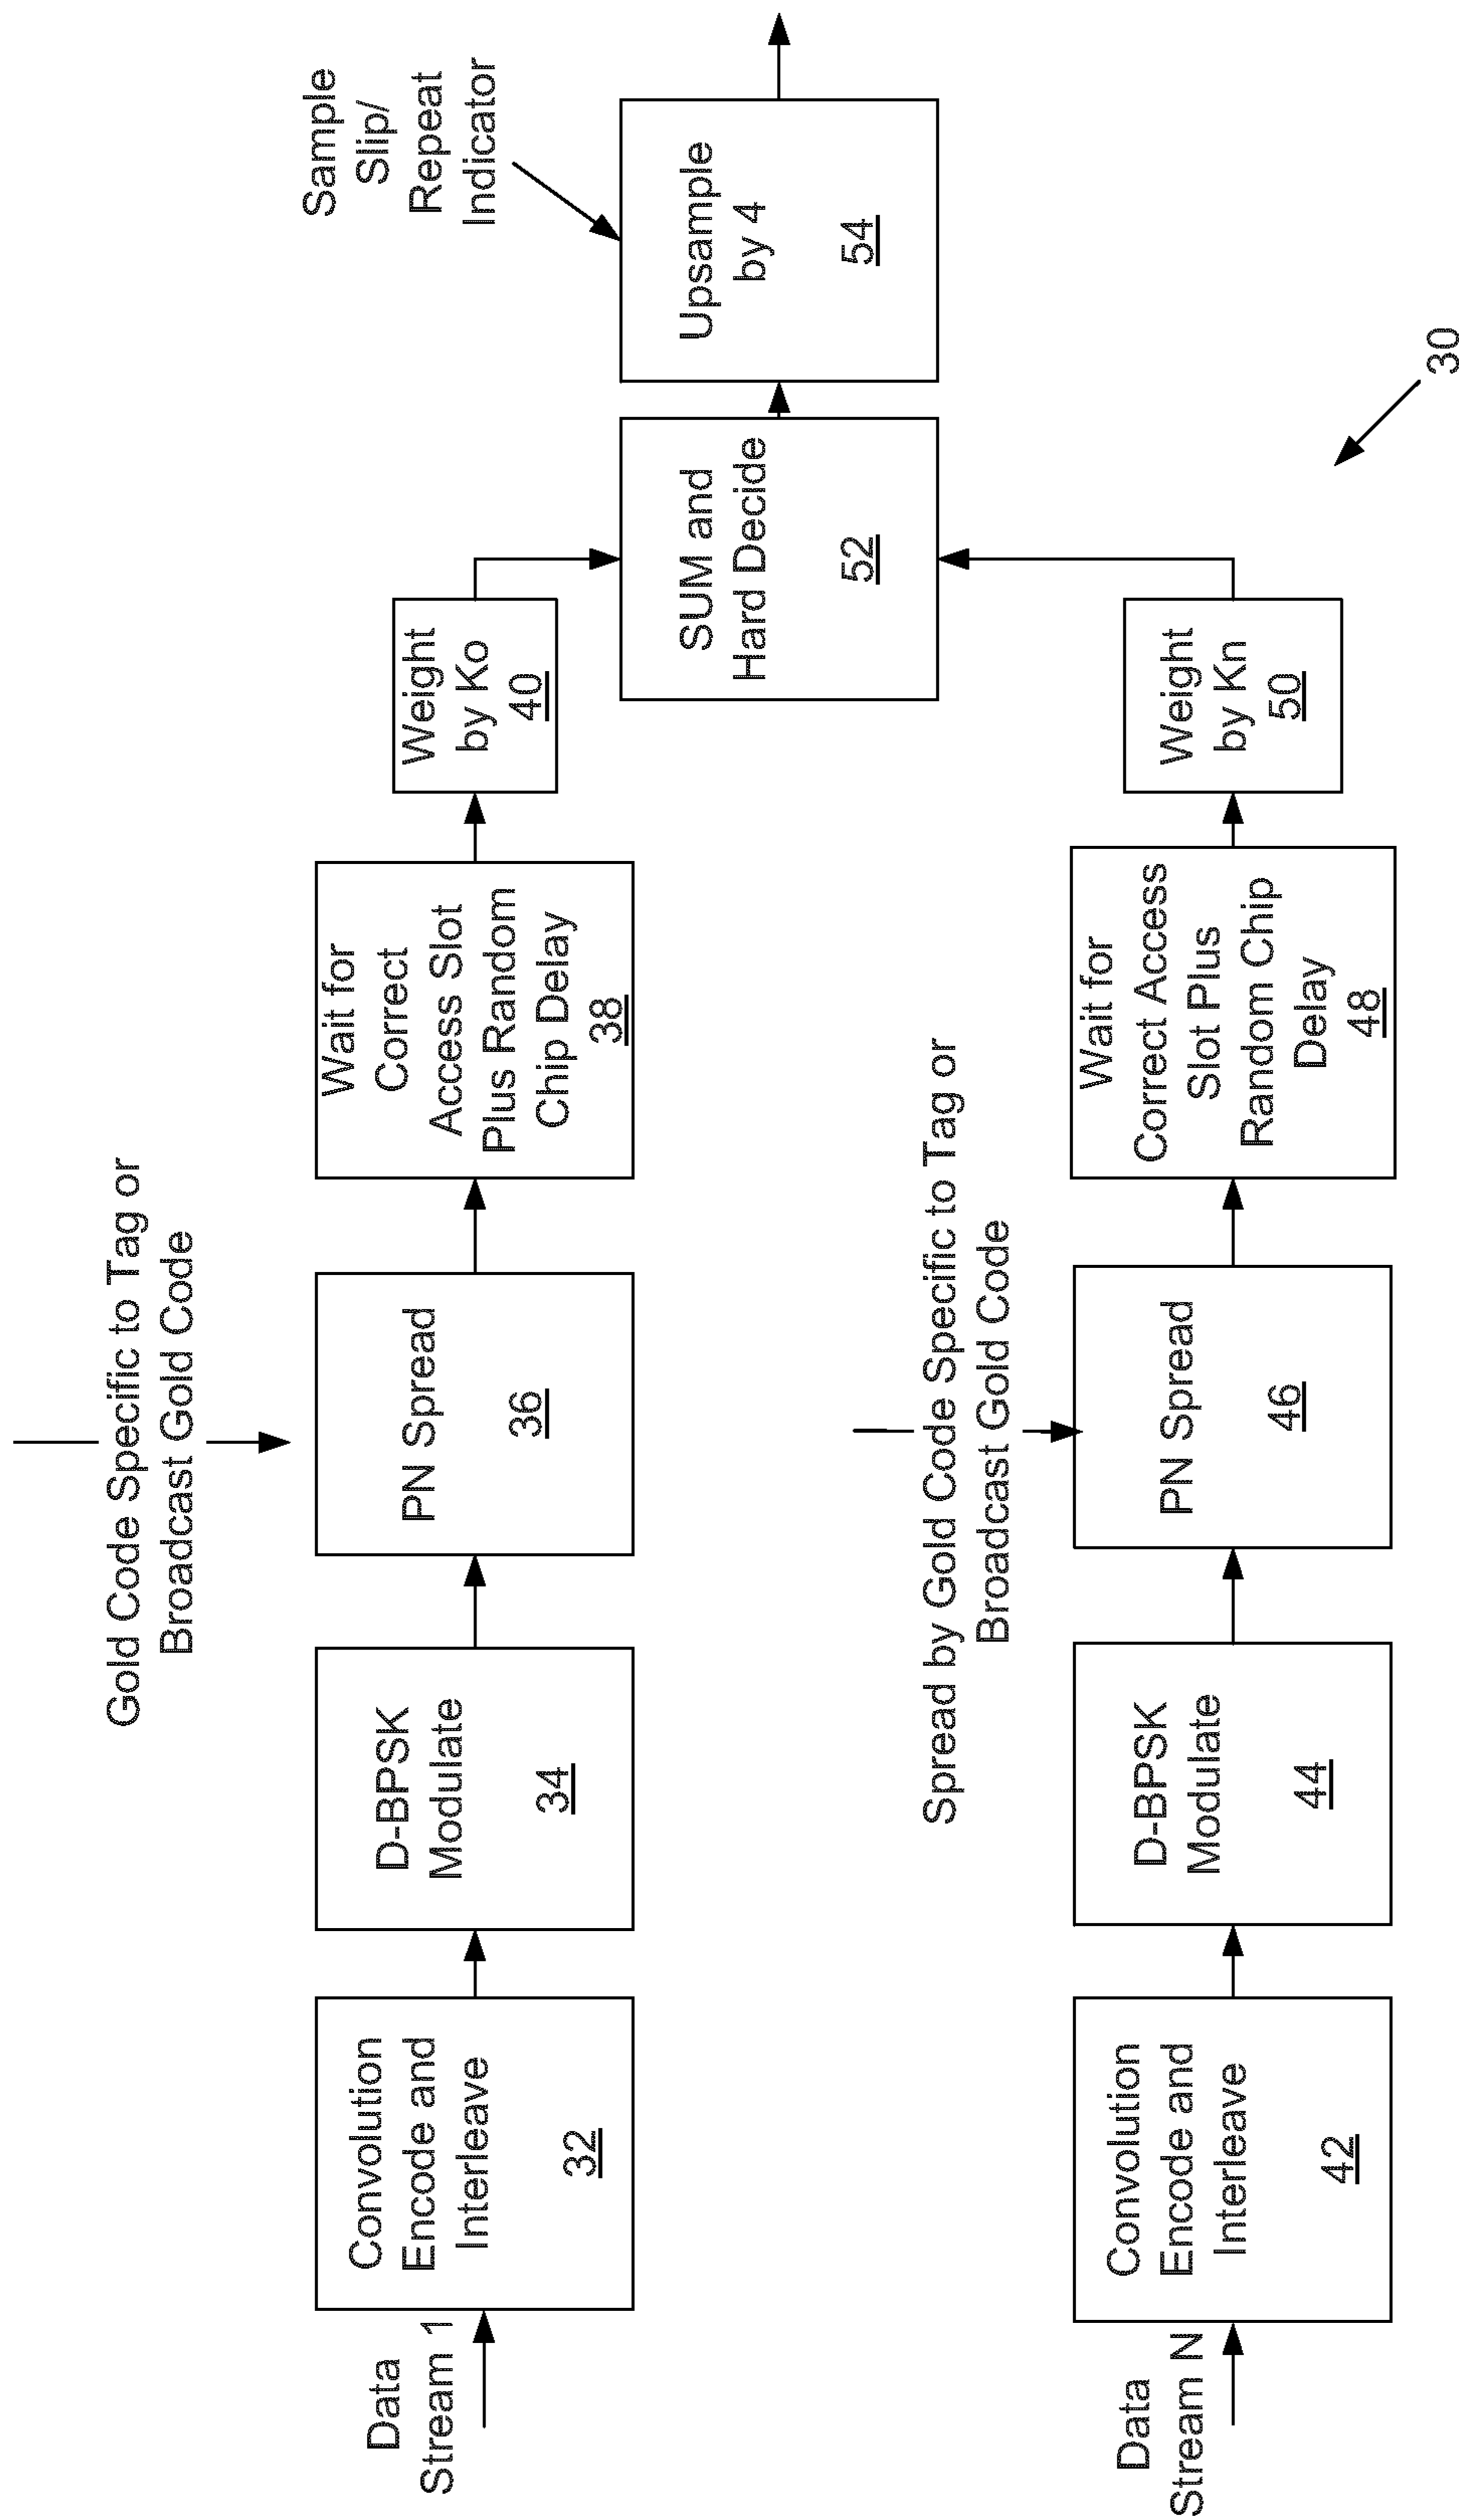 Data
Stream 1
Convolution
Encode and
Interleave
32
D-BPSK
Modulate
34
Gold Code Specific to Tag or
Broadcast Gold Code
PN Spread
36
Wait for
Correct
Access Slot
Plus Random
Chip Delay
38
Weight
by Ko
40
Data
Stream N
Convolution
Encode and
Interleave
42
D-BPSK
Modulate
44
Spread by Gold Code Specific to Tag or
Broadcast Gold Code
PN Spread
46
Wait for
Correct Access
Slot Plus
Random Chip
Delay
48
Weight
by Kn
50
SUM and
Hard Decide
52
Sample
Slip/
Repeat
Indicator
Upsample
by 4
54
30